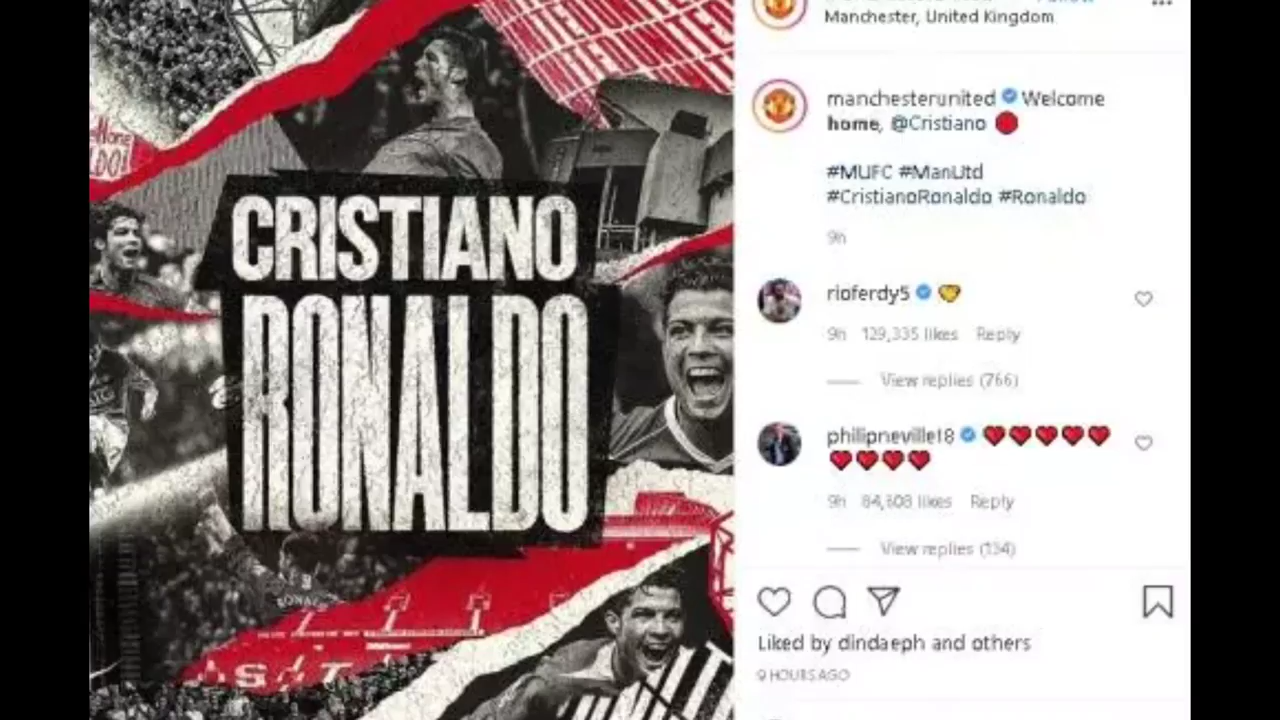 CRISTIANO
RONALDO
Manchester, United Kingdom
manchesterunited Welcome
home, @Cristiano
#MUFC #ManUtd
#CristianoRonaldo #Ronaldo
9h
rioferdy5
9h 129,335 likes Reply
View replies (766)
philipneville18
9h 84,608 likes Reply
View replies (134)
Liked by dindaeph and others
9 HOURS AGO